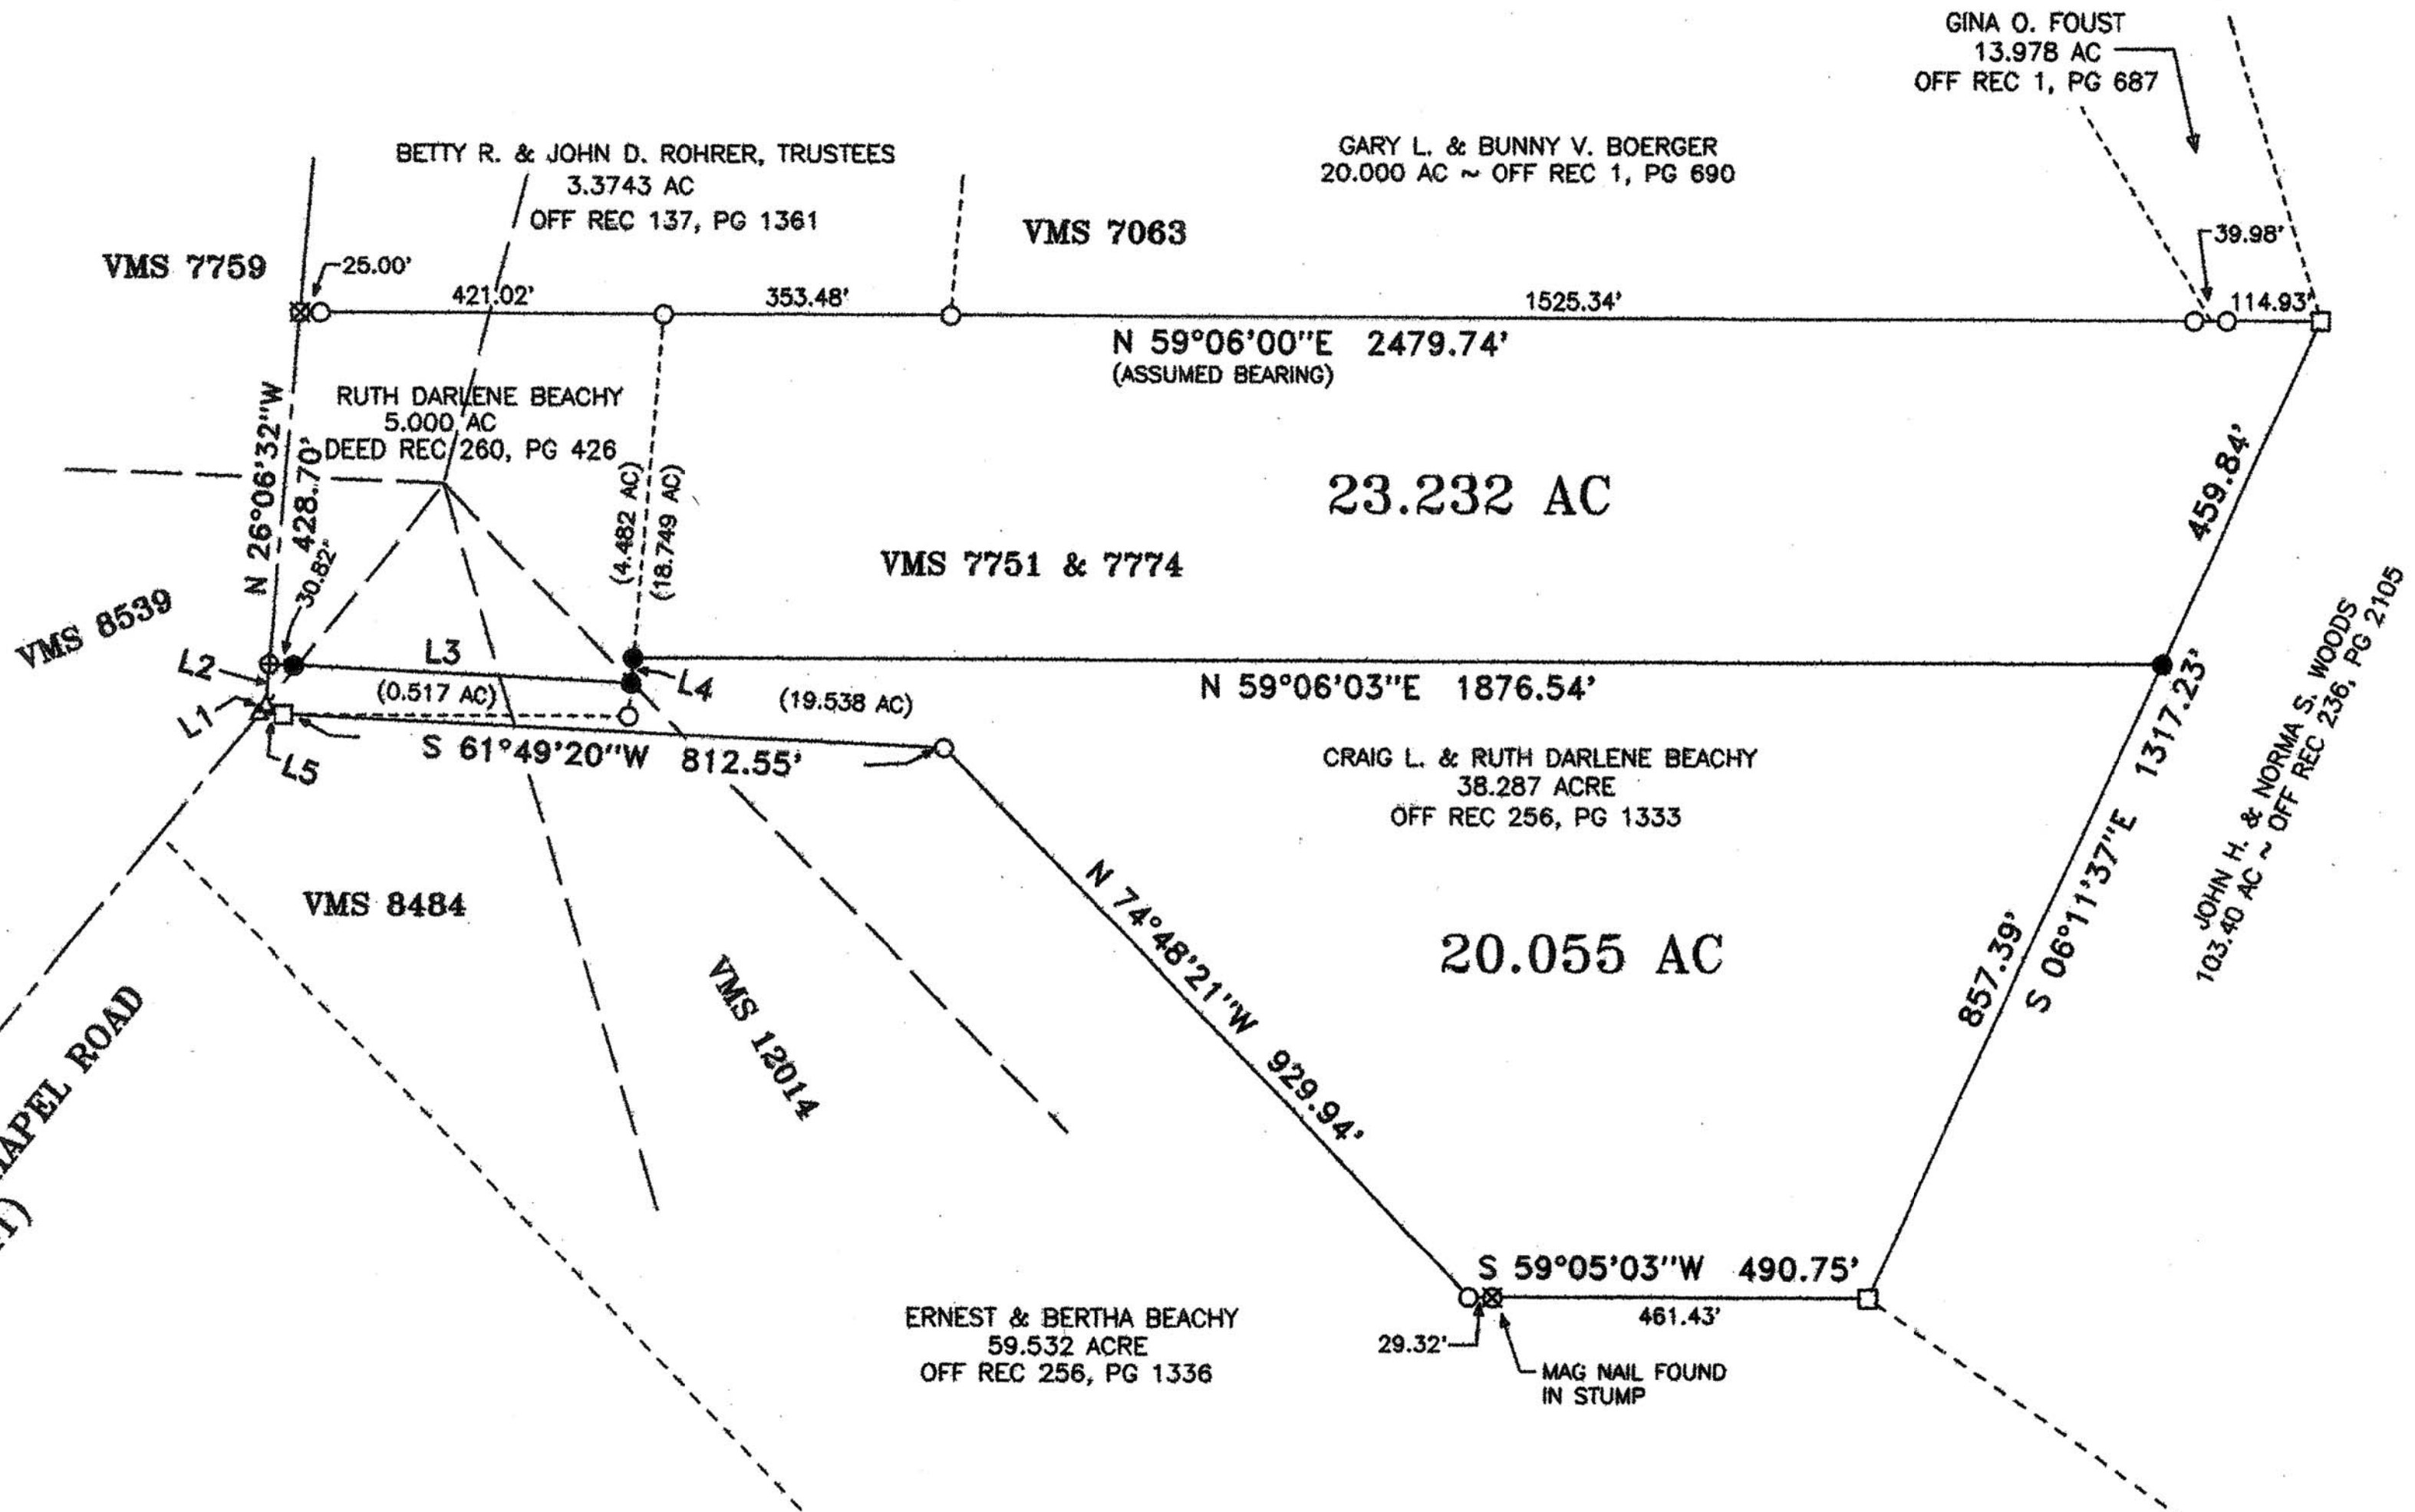 GINA O. FOUST
13.978 AC
OFF REC 1, PG 687
BETTY R. & JOHN D. ROHRER, TRUSTEES
3.3743 AC
OFF REC 137, PG 1361
GARY L. & BUNNY V. BOERGER
20.000 AC ~ OFF REC 1, PG 690
VMS 7063
VMS 7759
25.00'
421.02'
353.48'
1525.34'
39.98'
114.93'
N 59°06'00"E 2479.74'
(ASSUMED BEARING)
RUTH DARLENE BEACHY
5.000 AC
DEED REC 260, PG 426
N 26°06'32"W
428.70'
30.82'
(4.482 AC)
(18.749 AC)
23.232 AC
459.84'
VMS 7751 & 7774
VMS 8539
L2
L3
L4
L1
L5
(0.517 AC)
(19.538 AC)
N 59°06'03"E 1876.54'
S 61°49'20"W 812.55'
CRAIG L. & RUTH DARLENE BEACHY
38.287 ACRE
OFF REC 256, PG 1333
S 06°11'37"E 1317.23'
857.39'
JOHN H. & NORMA S. WOODS
103.40 AC ~ OFF REC 236, PG 2105
VMS 8484
N 74°48'21"W 929.94'
20.055 AC
VMS 12014
APEL ROAD
S 59°05'03"W 490.75'
461.43'
29.32'
MAG NAIL FOUND
IN STUMP
ERNEST & BERTHA BEACHY
59.532 ACRE
OFF REC 256, PG 1336